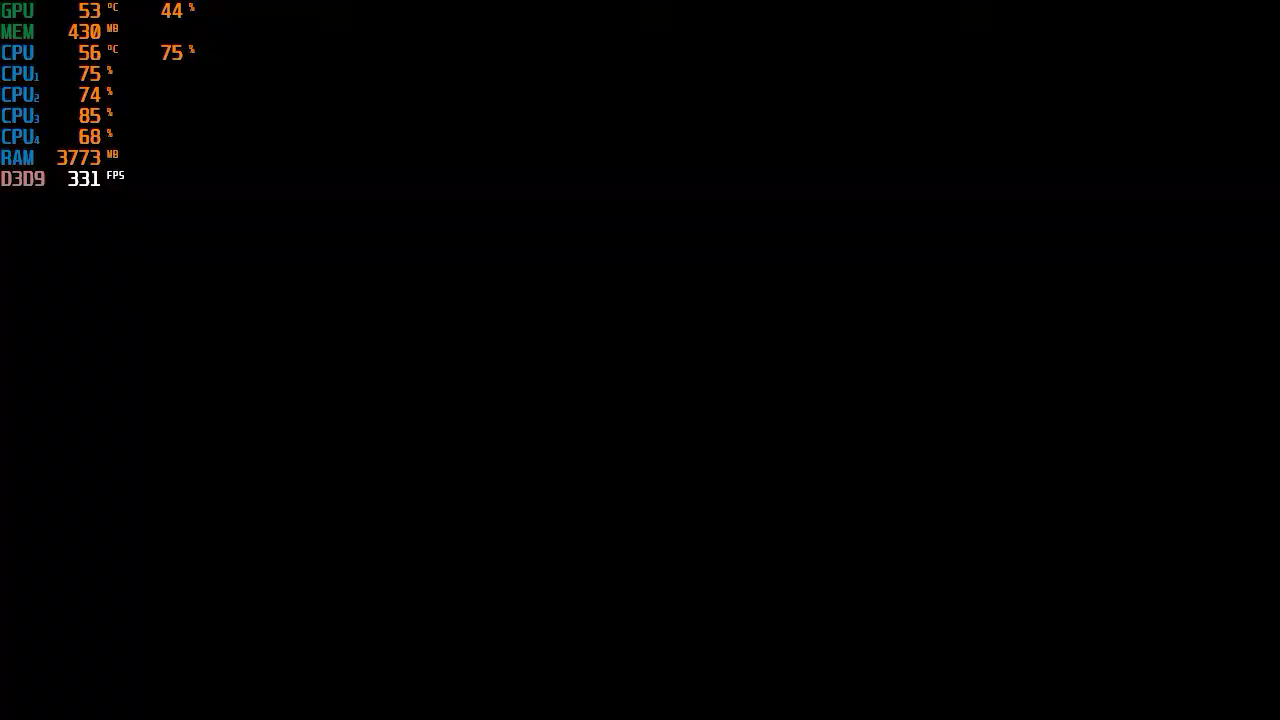 GPU 53 °C 44 %
MEM 430 MB
CPU 56 °C 75 %
CPU₁ 75 %
CPU₂ 74 %
CPU₃ 85 %
CPU₄ 68 %
RAM 3773 MB
D3D9 331 FPS